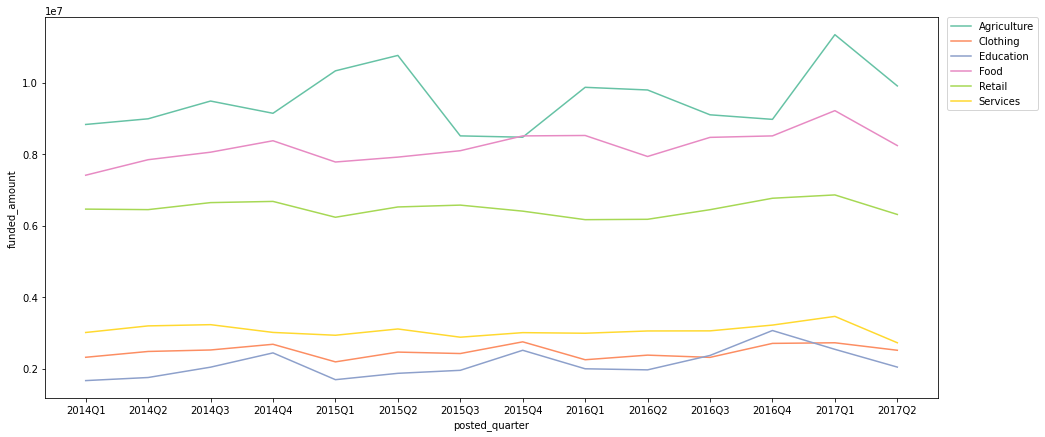 1e7
Agriculture
Clothing
Education
Food
Retail
Services
funded_amount
1.0
0.8
0.6
0.4
0.2
2014Q1 2014Q2 2014Q3 2014Q4 2015Q1 2015Q2 2015Q3 2015Q4 2016Q1 2016Q2 2016Q3 2016Q4 2017Q1 2017Q2
posted_quarter